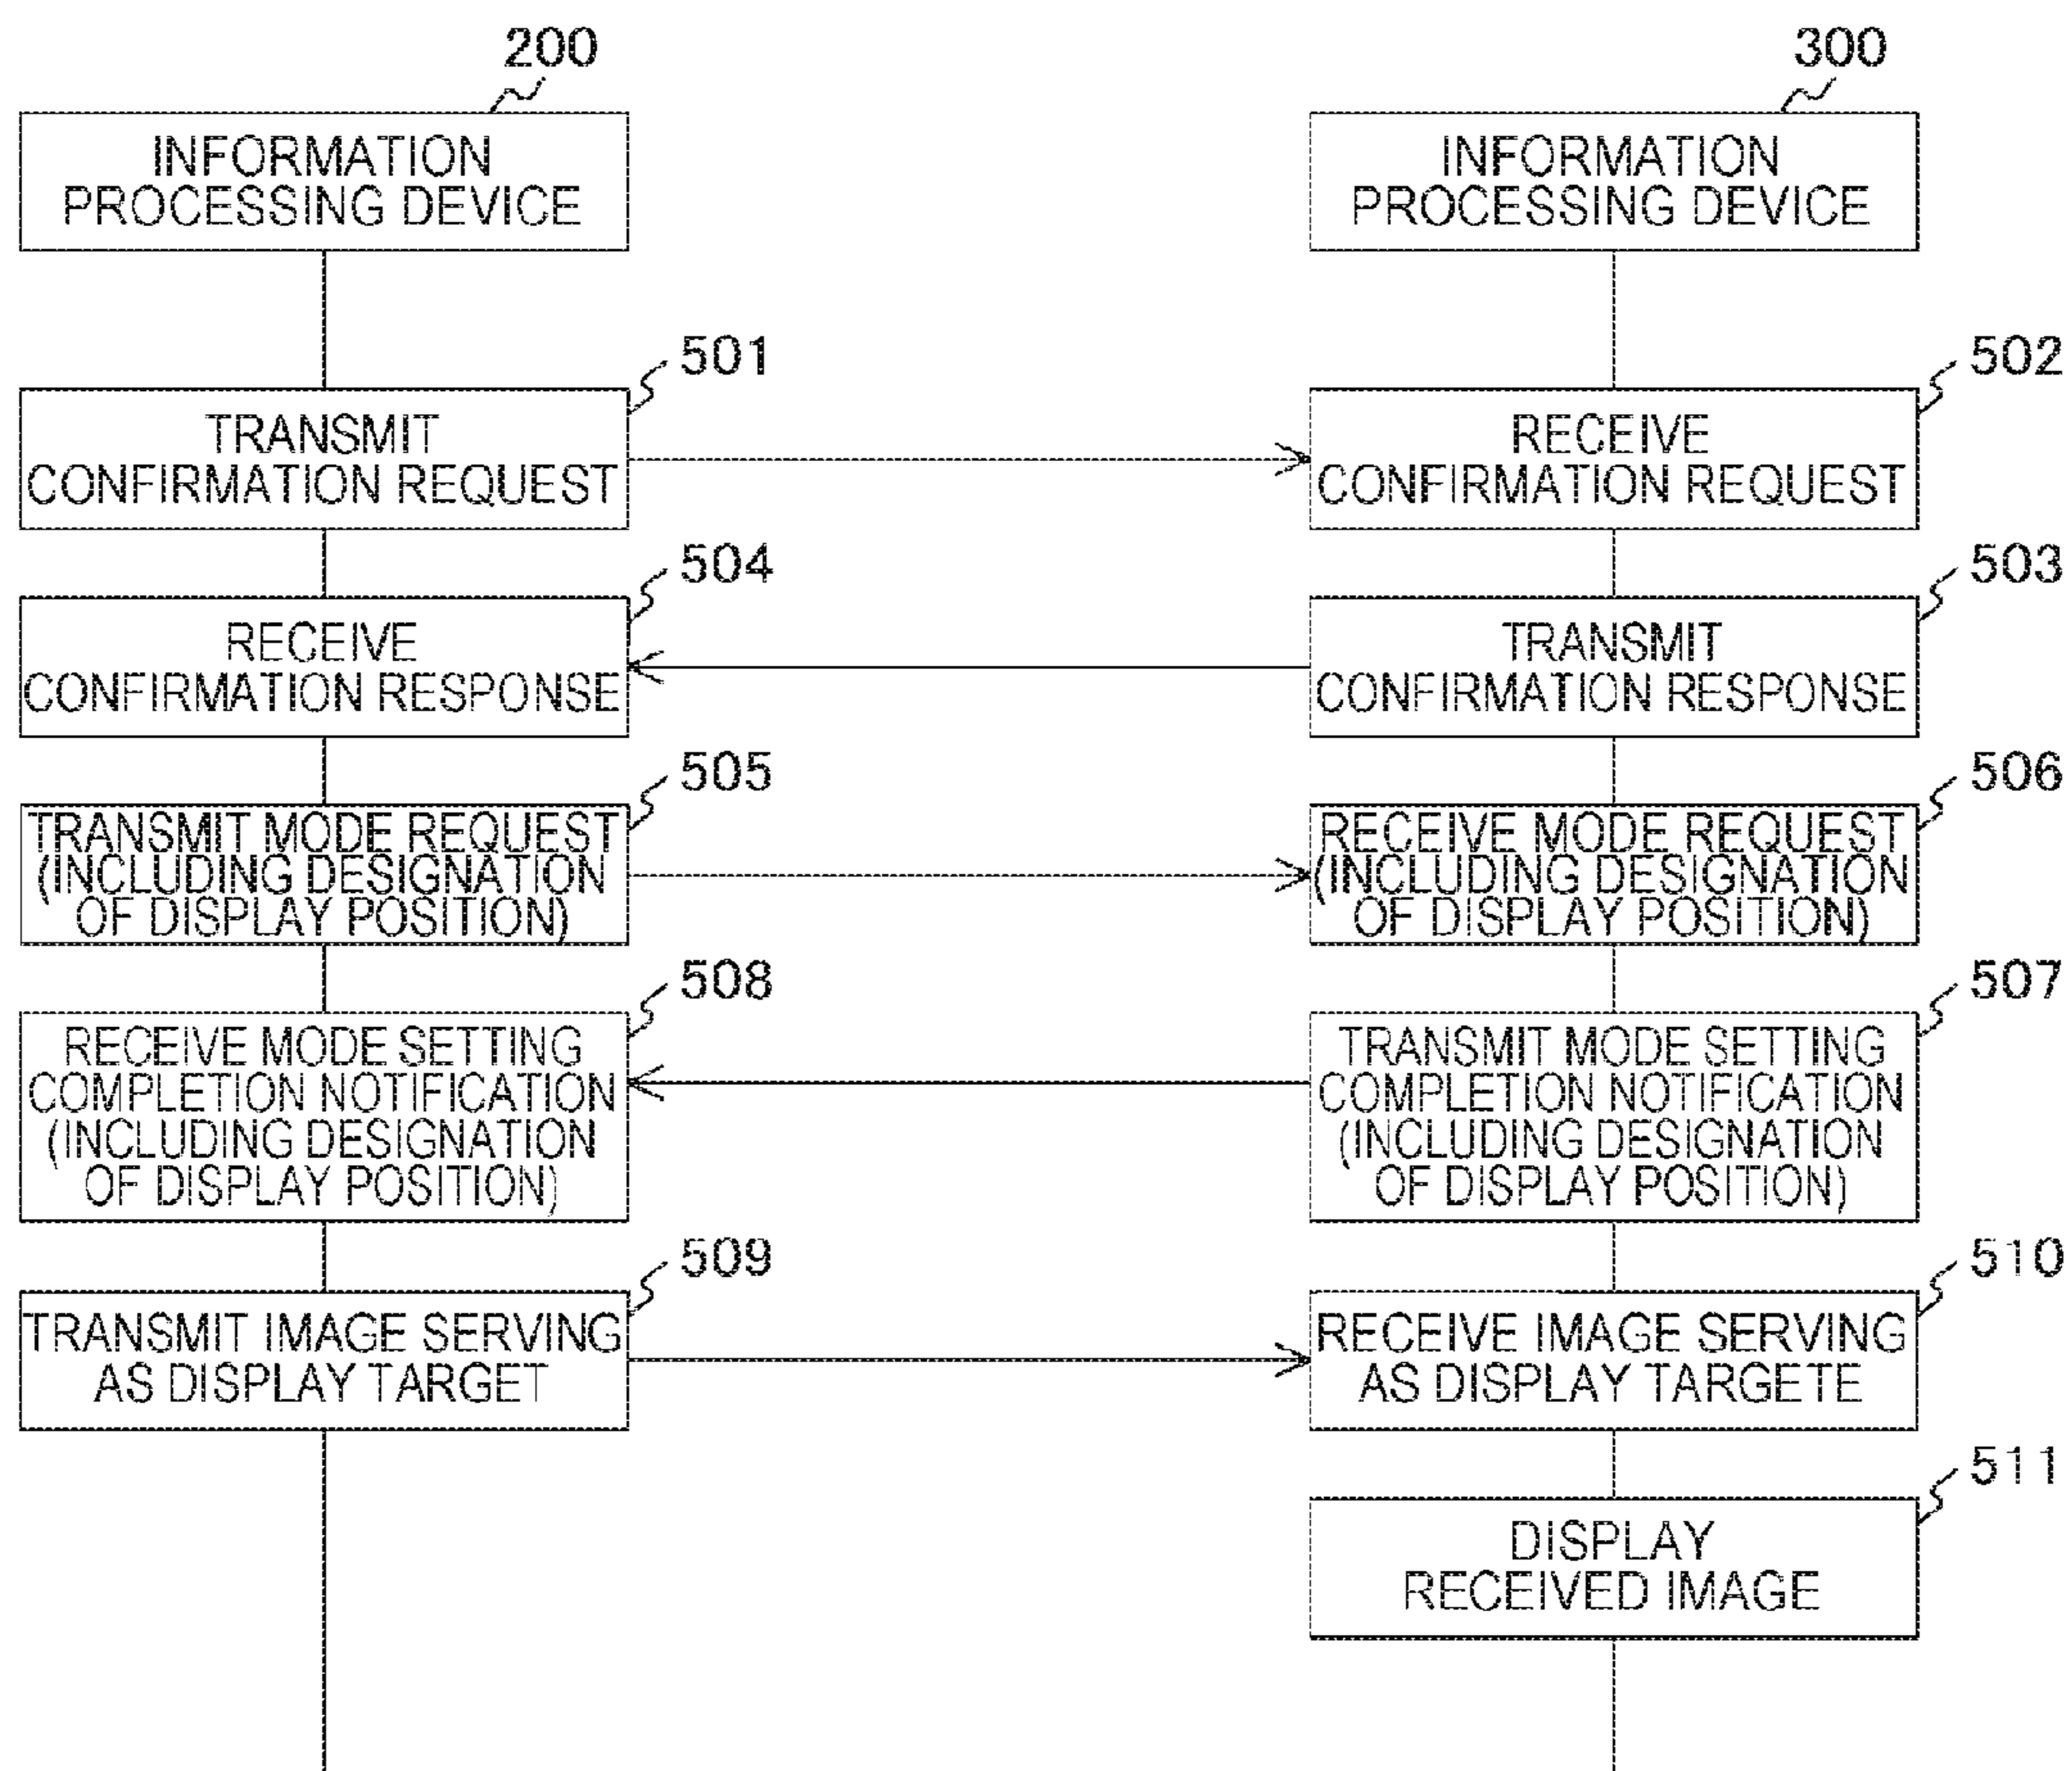 200
300
INFORMATION
PROCESSING DEVICE
INFORMATION
PROCESSING DEVICE
501
502
TRANSMIT
CONFIRMATION REQUEST
RECEIVE
CONFIRMATION REQUEST
504
503
RECEIVE
CONFIRMATION RESPONSE
TRANSMIT
CONFIRMATION RESPONSE
505
506
TRANSMIT MODE REQUEST
(INCLUDING DESIGNATION
OF DISPLAY POSITION)
RECEIVE MODE REQUEST
(INCLUDING DESIGNATION
OF DISPLAY POSITION)
508
507
RECEIVE MODE SETTING
COMPLETION NOTIFICATION
(INCLUDING DESIGNATION
OF DISPLAY POSITION)
TRANSMIT MODE SETTING
COMPLETION NOTIFICATION
(INCLUDING DESIGNATION
OF DISPLAY POSITION)
509
510
TRANSMIT IMAGE SERVING
AS DISPLAY TARGET
RECEIVE IMAGE SERVING
AS DISPLAY TARGETE
511
DISPLAY
RECEIVED IMAGE